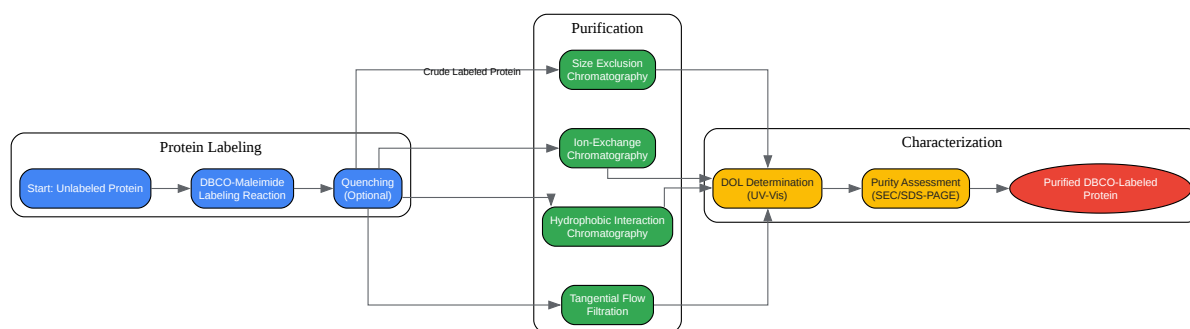 Protein Labeling
Start: Unlabeled Protein
DBCO-Maleimide
Labeling Reaction
Quenching
(Optional)
Crude Labeled Protein
Purification
Size Exclusion
Chromatography
Ion-Exchange
Chromatography
Hydrophobic Interaction
Chromatography
Tangential Flow
Filtration
Characterization
DOL Determination
(UV-Vis)
Purity Assessment
(SEC/SDS-PAGE)
Purified DBCO-Labeled
Protein